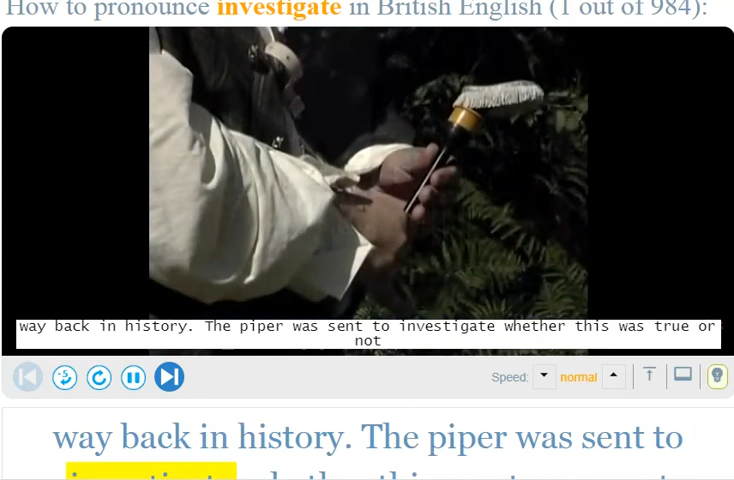 How to pronounce investigate in British English (1 out of 984):
way back in history. The piper was sent to investigate whether this was true or
not
-5
Speed:
normal
way back in history. The piper was sent to